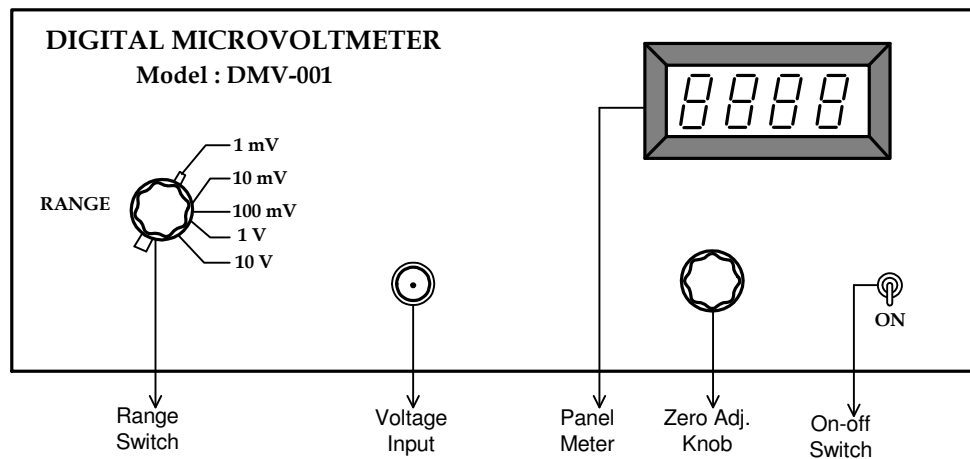 DIGITAL MICROVOLTMETER
Model : DMV-001
8888
1 mV
10 mV
RANGE
100 mV
1 V
10 V
ON
Range
Switch
Voltage
Input
Panel
Meter
Zero Adj.
Knob
On-off
Switch